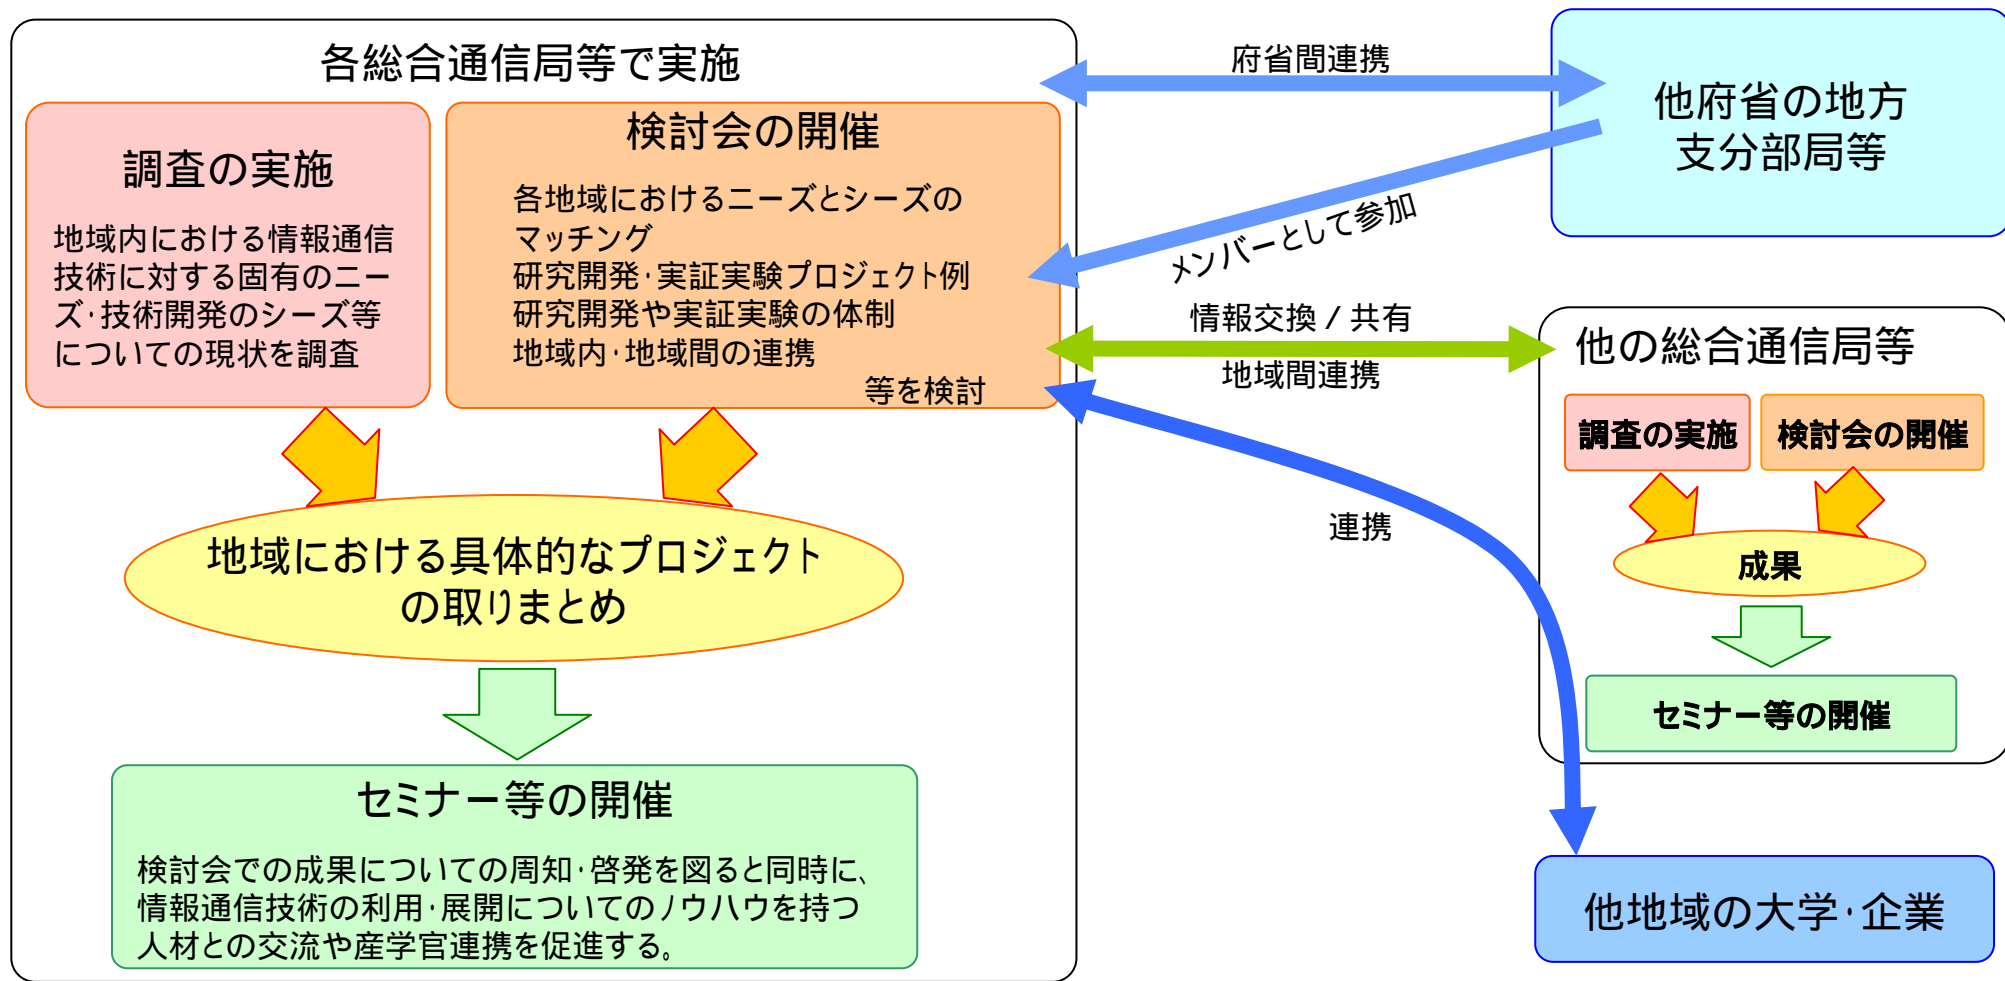 各総合通信局等で実施
調査の実施
地域内における情報通信
技術に対する固有のニー
ズ・技術開発のシーズ等
についての現状を調査
検討会の開催
各地域におけるニーズとシーズの
マッチング
研究開発・実証実験プロジェクト例
研究開発や実証実験の体制
地域内・地域間の連携
等を検討
地域における具体的なプロジェクト
の取りまとめ
セミナー等の開催
検討会での成果についての周知・啓発を図ると同時に、
情報通信技術の利用・展開についてのノウハウを持つ
人材との交流や産学官連携を促進する。
府省間連携
メンバーとして参加
情報交換 / 共有
地域間連携
連携
他府省の地方
支分部局等
他の総合通信局等
調査の実施
検討会の開催
成果
セミナー等の開催
他地域の大学・企業